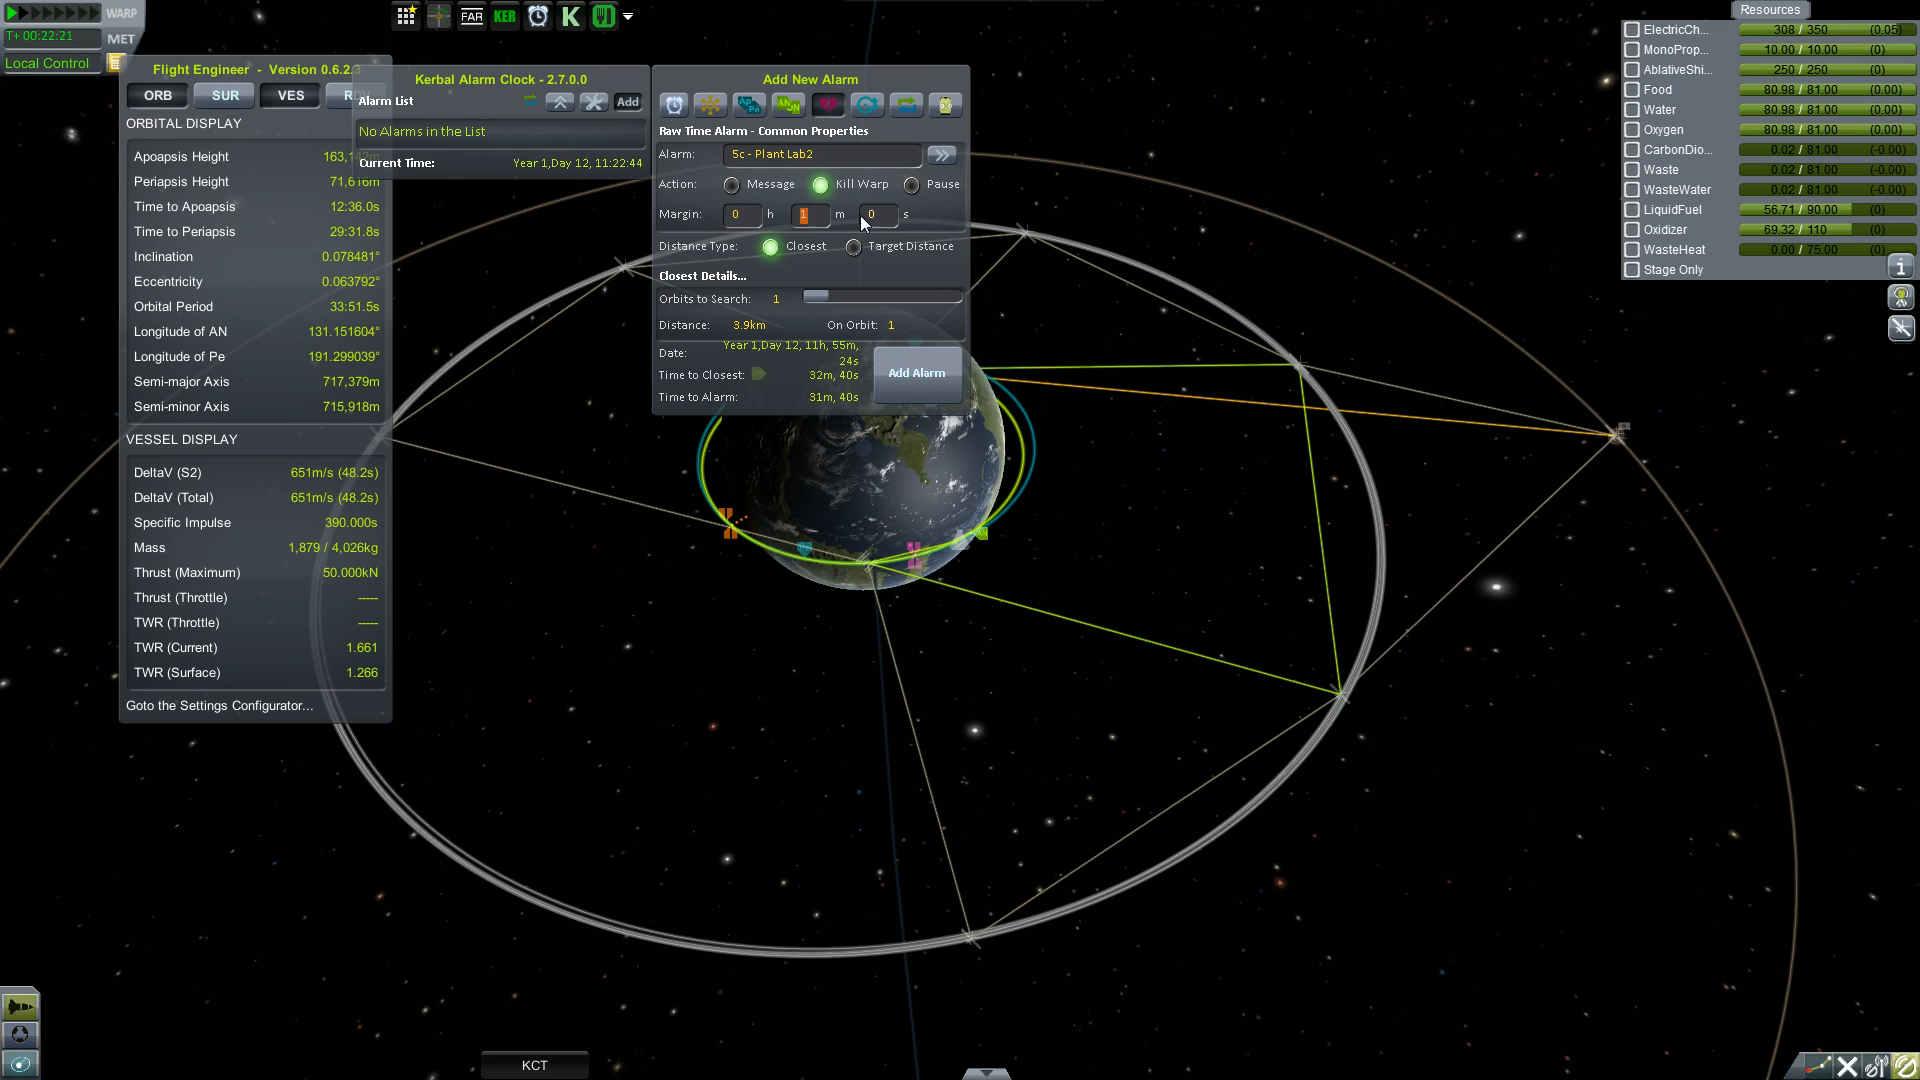 WARP
T+ 00:22:21
MET
Local Control
FAR
KER
K
Flight Engineer - Version 0.6.2.
ORB
SUR
VES
ORBITAL DISPLAY
Apoapsis Height
Periapsis Height 71,616m
Time to Apoapsis 12:36.0s
Time to Periapsis 29:31.8s
Inclination 0.078481°
Eccentricity 0.063792°
Orbital Period 33:51.5s
Longitude of AN 131.151604°
Longitude of Pe 191.299039°
Semi-major Axis 717,379m
Semi-minor Axis 715,918m
VESSEL DISPLAY
DeltaV (S2) 651m/s (48.2s)
DeltaV (Total) 651m/s (48.2s)
Specific Impulse 390.000s
Mass 1,879 / 4,026kg
Thrust (Maximum) 50.000kN
Thrust (Throttle) -----
TWR (Throttle) -----
TWR (Current) 1.661
TWR (Surface) 1.266
Goto the Settings Configurator...
Kerbal Alarm Clock - 2.7.0.0
Alarm List
Add
No Alarms in the List
Current Time: Year 1,Day 12, 11:22:44
Add New Alarm
Raw Time Alarm - Common Properties
Alarm: 5c - Plant Lab2
Action: Message Kill Warp Pause
Margin: 0 h 1 m 0 s
Distance Type: Closest Target Distance
Closest Details...
Orbits to Search: 1
Distance: 3.9km On Orbit: 1
Date: Year 1,Day 12, 11h, 55m, 24s
Time to Closest: 32m, 40s
Time to Alarm: 31m, 40s
Add Alarm
AN
Resources
ElectricCh... 308 / 350 (0.05)
MonoProp... 10.00 / 10.00 (0)
AblativeShi... 250 / 250 (0)
Food 80.98 / 81.00 (0.00)
Water 80.98 / 81.00 (0.00)
Oxygen 80.98 / 81.00 (0.00)
CarbonDio... 0.02 / 81.00 (-0.00)
Waste 0.02 / 81.00 (-0.00)
WasteWater 0.02 / 81.00 (-0.00)
LiquidFuel 56.71 / 90.00 (0)
Oxidizer 69.32 / 110 (0)
WasteHeat 0.00 / 75.00 (0)
Stage Only
KCT